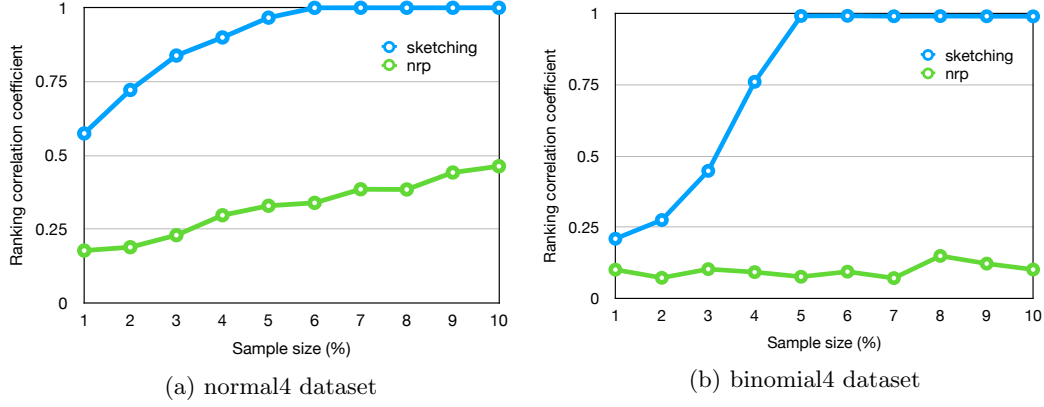 1
0.75
0.5
0.25
0
Ranking correlation coefficient
sketching
nrp
1 2 3 4 5 6 7 8 9 10
Sample size (%)
(a) normal4 dataset
1
0.75
0.5
0.25
0
Ranking correlation coefficient
sketching
nrp
1 2 3 4 5 6 7 8 9 10
Sample size (%)
(b) binomial4 dataset